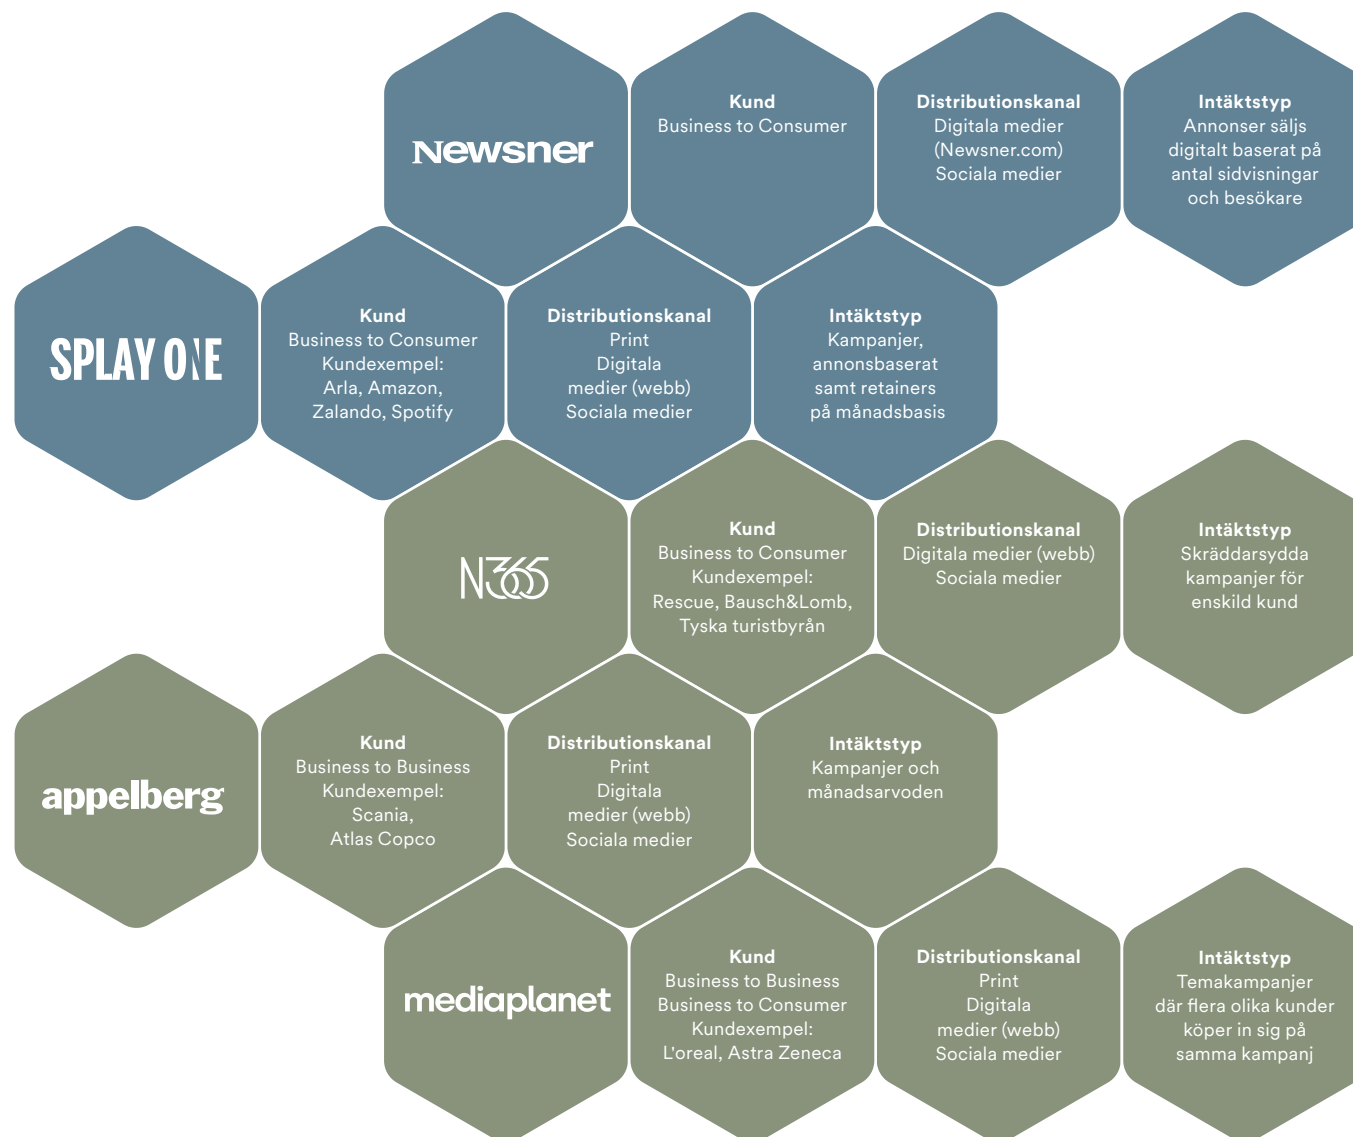 Newsner
Kund
Business to Consumer
Distributionskanal
Digitala medier
(Newsner.com)
Sociala medier
Intäktstyp
Annonser säljs
digitalt baserat på
antal sidvisningar
och besökare
SPLAY ONE
Kund
Business to Consumer
Kundexempel:
Arla, Amazon,
Zalando, Spotify
Distributionskanal
Print
Digitala
medier (webb)
Sociala medier
Intäktstyp
Kampanjer,
annonsbaserat
samt retainers
på månadsbasis
N365
Kund
Business to Consumer
Kundexempel:
Rescue, Bausch&Lomb,
Tyska turistbyrån
Distributionskanal
Digitala medier (webb)
Sociala medier
Intäktstyp
Skräddarsydda
kampanjer för
enskild kund
appelberg
Kund
Business to Business
Kundexempel:
Scania,
Atlas Copco
Distributionskanal
Print
Digitala
medier (webb)
Sociala medier
Intäktstyp
Kampanjer och
månadsarvoden
mediaplanet
Kund
Business to Business
Business to Consumer
Kundexempel:
L'oreal, Astra Zeneca
Distributionskanal
Print
Digitala
medier (webb)
Sociala medier
Intäktstyp
Temakampanjer
där flera olika kunder
köper in sig på
samma kampanj